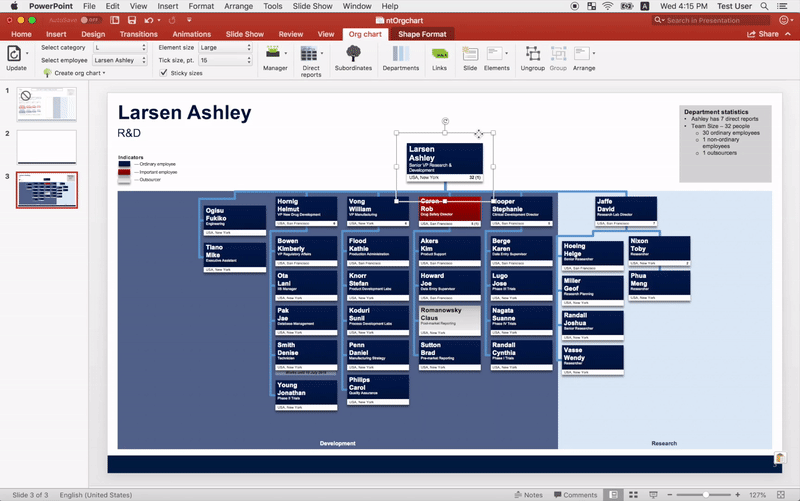 PowerPoint File Edit View Insert Format Arrange Tools Slide Show Window Help
Wed 4:15 PM Test User
AutoSave OFF
ntOrgchart
Search in Presentation
Home Insert Design Transitions Animations Slide Show Review View Org chart Shape Format
Share
Update
Select category L
Select employee Larsen Ashley
Create org chart
Element size Large
Tick size, pt. 15
Sticky sizes
Manager
Direct reports
Subordinates
Departments
Links
Slide
Elements
Ungroup
Group
Arrange
1
2
3
Larsen Ashley
R&D
Indicators
— Ordinary employee
— Important employee
— Outsourcer
Department statistics
• Ashley has 7 direct reports
• Team Size – 32 people
30 ordinary employees
1 non-ordinary
employees
1 outsourcers
Larsen
Ashley
Senior VP Research &
Development
USA, New York 32 (1)
Ogisu
Fukiko
Engineering
USA, New York
Tiano
Mike
Executive Assistant
USA, New York
Hornig
Helmut
VP New Drug Development
USA, San Francisco
Bowen
Kimberly
VP Regulatory Affairs
USA, New York
Ota
Lani
USA, New York
Pak
Jae
Database Management
USA, New York
Smith
Denise
Technician
Young
Jonathan
Phase II Trials
USA, New York
Vong
William
VP Manufacturing
USA, San Francisco
Flood
Kathie
Production Administration
USA, San Francisco
Knorr
Stefan
Product Development Labs
USA, New York
Koduri
Sunil
Process Development Labs
USA, New York
Penn
Daniel
Manufacturing Strategy
USA, New York
Philips
Carol
Quality Assurance
USA, New York
Rob
Drug Safety Director
USA, San Francisco
Akers
Kim
Product Support
USA, San Francisco
Howard
Joe
Data Entry Supervisor
USA, New York
Romanowsky
Claus
Post-market Reporting
USA, New York
Sutton
Brad
Pre-market Reporting
USA, New York
Hooper
Stephanie
Clinical Development Director
USA, San Francisco
Berge
Karen
Data Entry Supervisor
USA, New York
Lugo
Jose
Phase III Trials
USA, New York
Nagata
Suanne
Phase IV Trials
USA, New York
Randall
Cynthia
Phase I Trials
USA, New York
Jaffe
David
Research Lab Director
USA, San Francisco
Hoeing
Helge
Senior Researcher
USA, San Francisco
Miller
Geof
Research Planning
USA, New York
Randall
Joshua
Senior Researcher
USA, New York
Vasse
Wendy
Researcher
USA, New York
Nixon
Toby
Researcher
USA, New York 2
Phua
Meng
Researcher
USA, New York
Development
Research
Slide 3 of 3 English (United States)
Notes Comments 127%